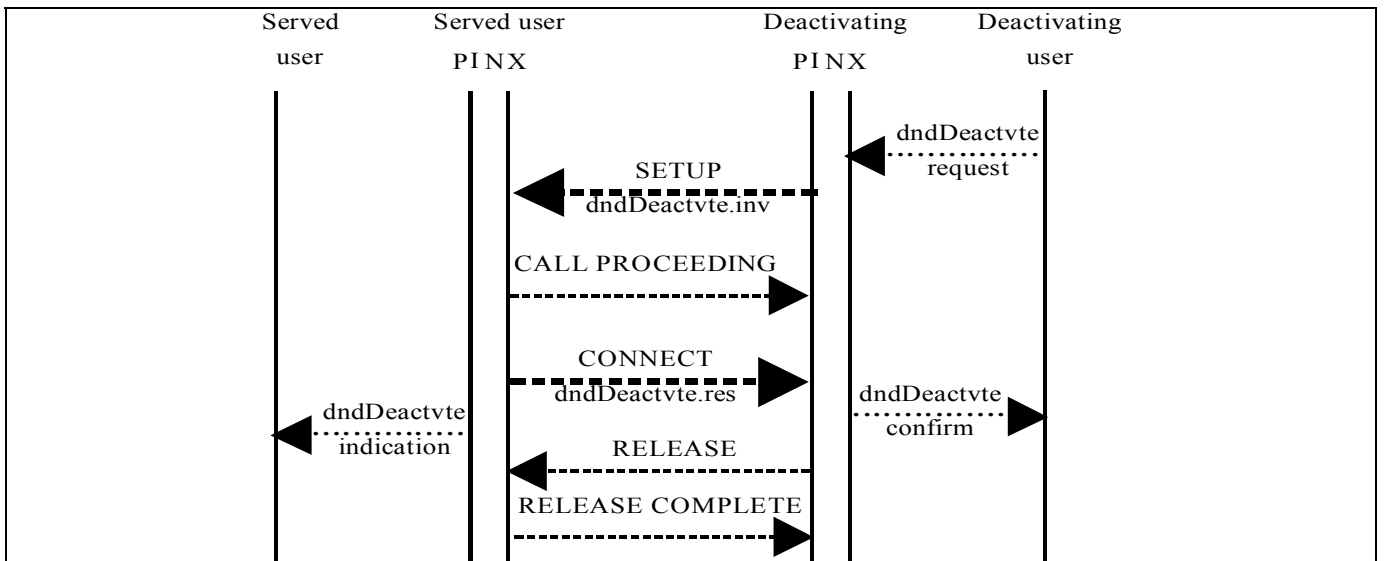 Served Served user Deactivating Deactivating
user PINX PINX user
dndDeactvte
request
SETUP
dndDeactvte.inv
CALL PROCEEDING
CONNECT
dndDeactvte.res
dndDeactvte
confirm
dndDeactvte
indication
RELEASE
RELEASE COMPLETE